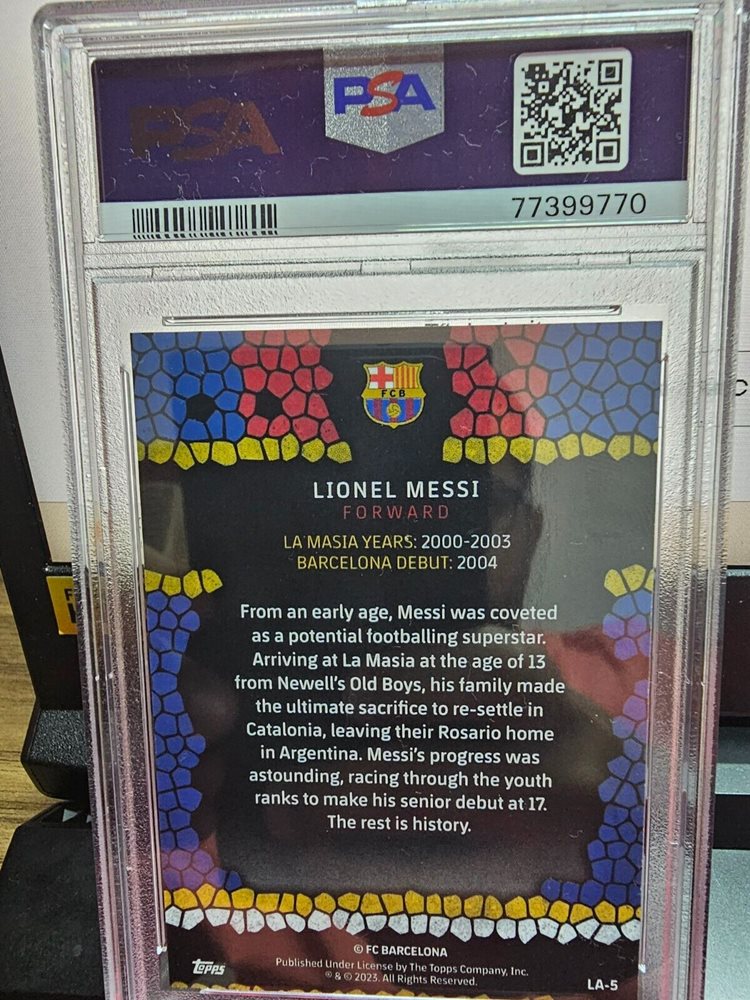 PSA
PSA
77399770
FCB
LIONEL MESSI
FORWARD
LA MASIA YEARS: 2000-2003
BARCELONA DEBUT: 2004
From an early age, Messi was coveted
as a potential footballing superstar.
Arriving at La Masia at the age of 13
from Newell's Old Boys, his family made
the ultimate sacrifice to re-settle in
Catalonia, leaving their Rosario home
in Argentina. Messi's progress was
astounding, racing through the youth
ranks to make his senior debut at 17.
The rest is history.
© FC BARCELONA
Published Under License by The Topps Company, Inc.
® & © 2023. All Rights Reserved.
TOPPS
LA-5